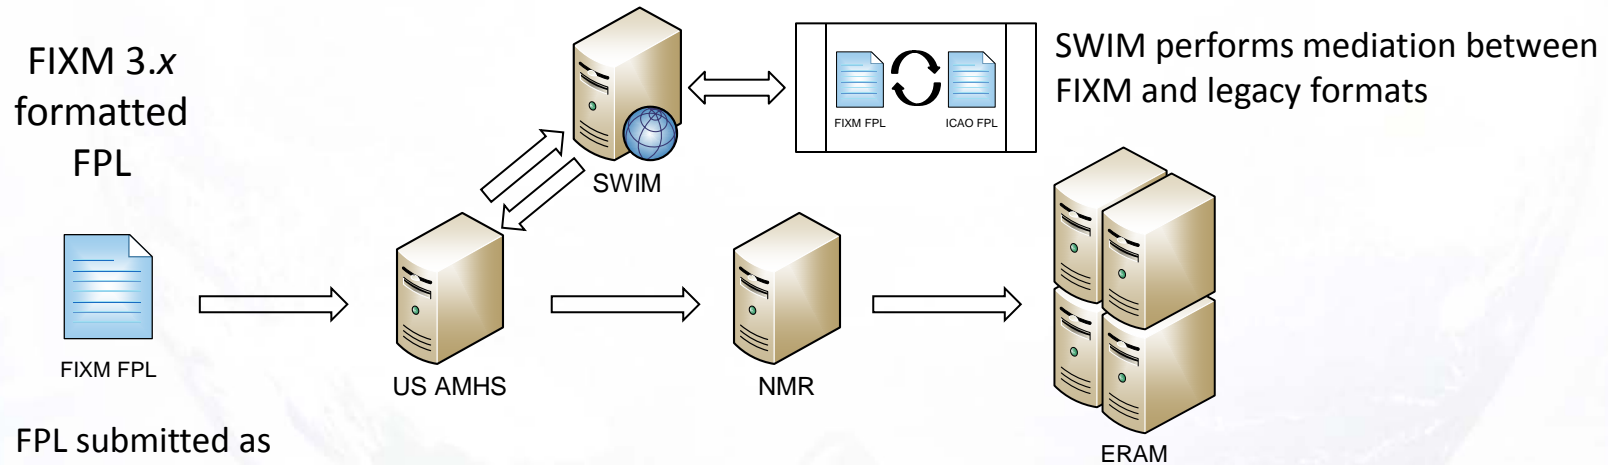 FIXM 3.x
formatted
FPL
SWIM performs mediation between
FIXM and legacy formats
FIXM FPL
ICAO FPL
SWIM
FIXM FPL
US AMHS
NMR
ERAM
FPL submitted as